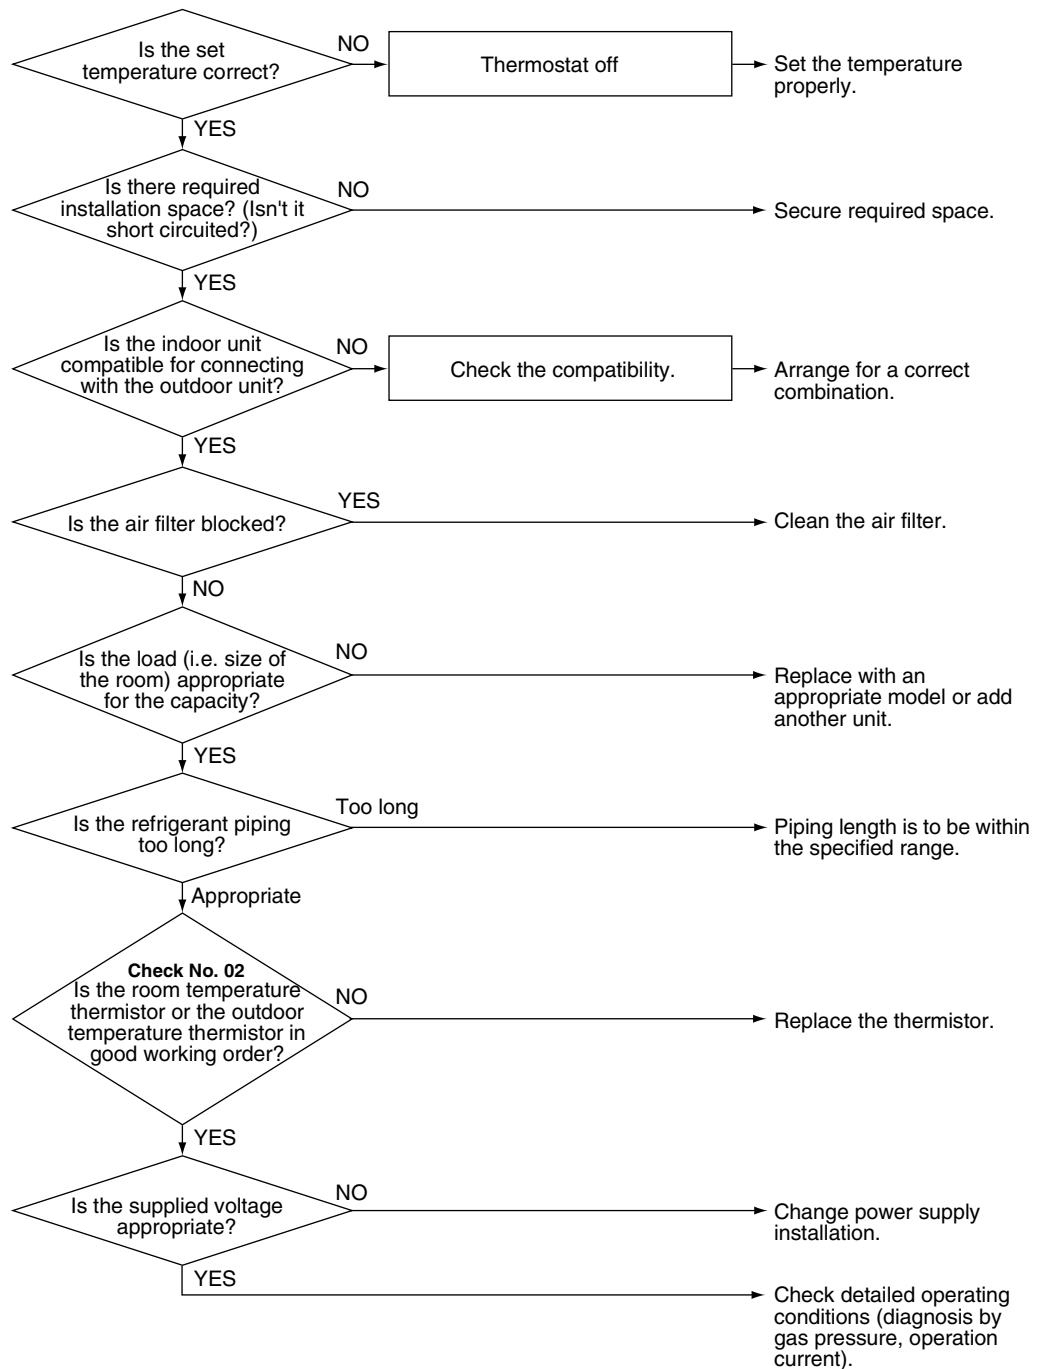 Is the set
temperature correct?
NO
Thermostat off
Set the temperature
properly.
YES
Is there required
installation space? (Isn't it
short circuited?)
NO
Secure required space.
YES
Is the indoor unit
compatible for connecting
with the outdoor unit?
NO
Check the compatibility.
Arrange for a correct
combination.
YES
Is the air filter blocked?
YES
Clean the air filter.
NO
Is the load (i.e. size of
the room) appropriate
for the capacity?
NO
Replace with an
appropriate model or add
another unit.
YES
Is the refrigerant piping
too long?
Too long
Piping length is to be within
the specified range.
Appropriate
Check No. 02
Is the room temperature
thermistor or the outdoor
temperature thermistor in
good working order?
NO
Replace the thermistor.
YES
Is the supplied voltage
appropriate?
NO
Change power supply
installation.
YES
Check detailed operating
conditions (diagnosis by
gas pressure, operation
current).